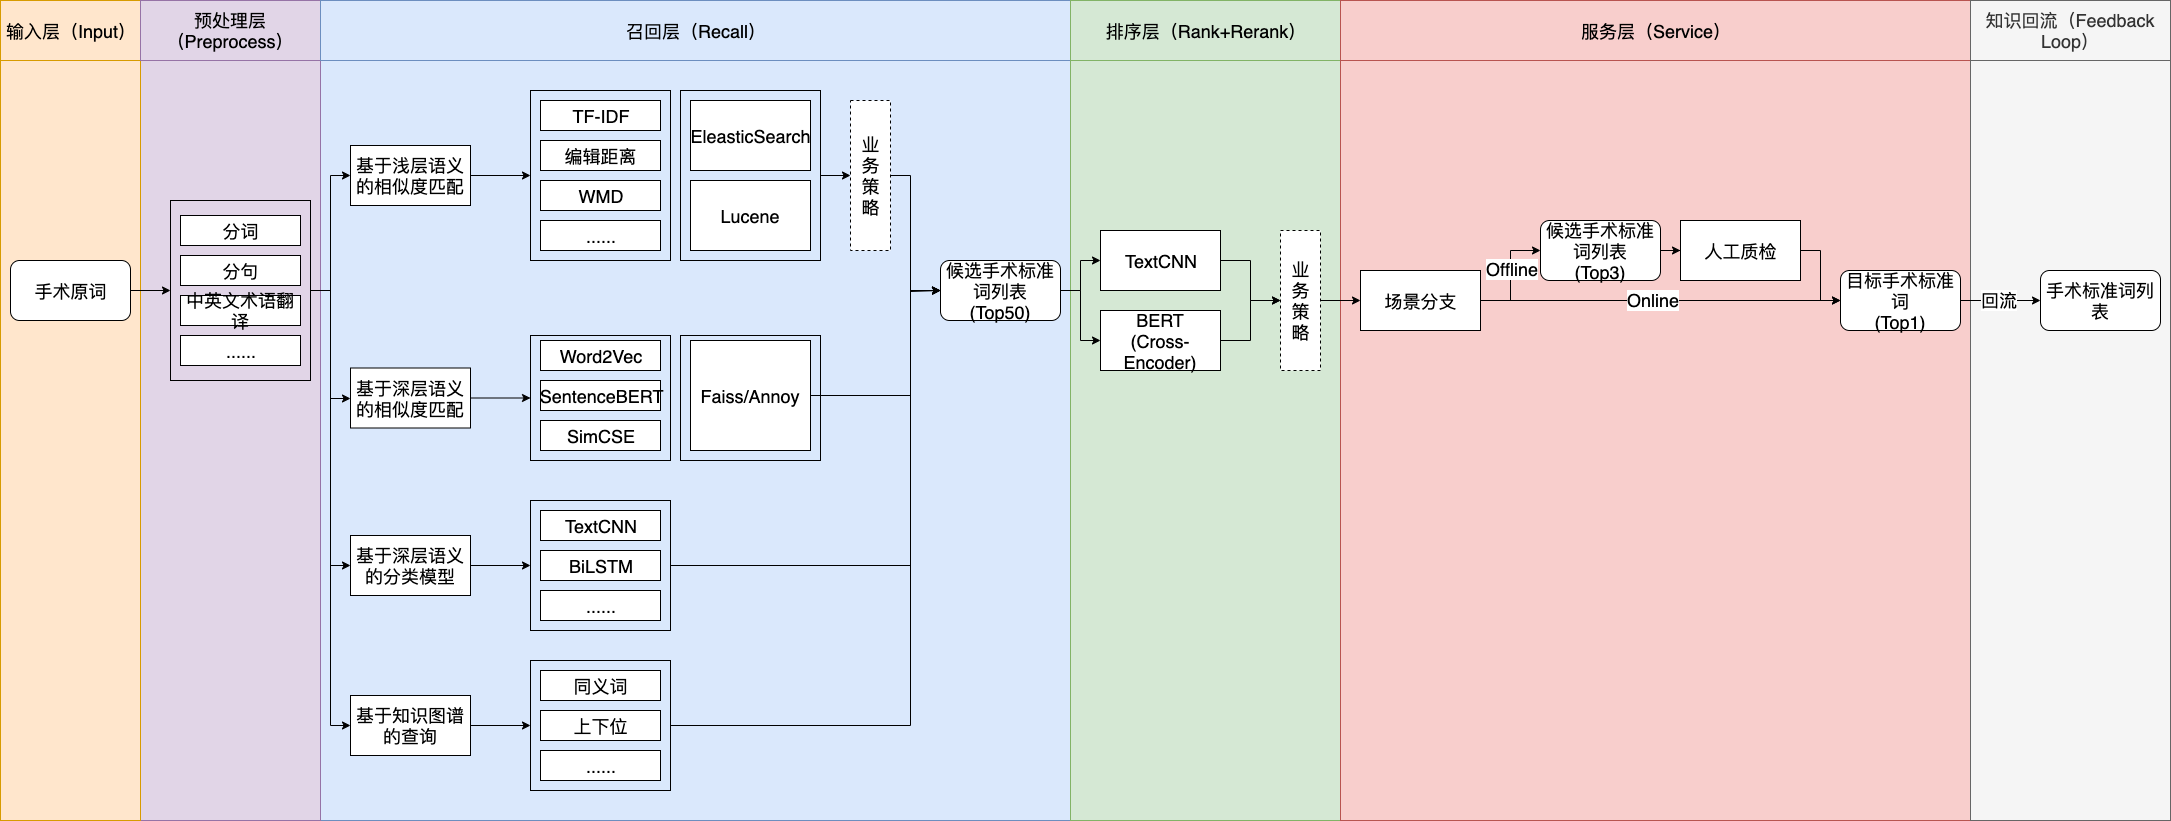 输入层（Input）
预处理层
（Preprocess）
召回层（Recall）
排序层（Rank+Rerank）
服务层（Service）
知识回流（Feedback
Loop）
手术原词
分词
分句
中英文术语翻
译
......
基于浅层语义
的相似度匹配
TF-IDF
编辑距离
WMD
......
EleasticSearch
Lucene
业
务
策
略
基于深层语义
的相似度匹配
Word2Vec
SentenceBERT
SimCSE
Faiss/Annoy
基于深层语义
的分类模型
TextCNN
BiLSTM
......
基于知识图谱
的查询
同义词
上下位
......
候选手术标准
词列表
(Top50)
TextCNN
BERT
(Cross-
Encoder)
业
务
策
略
场景分支
Offline
候选手术标准
词列表
(Top3)
人工质检
Online
目标手术标准
词
(Top1)
回流
手术标准词列
表